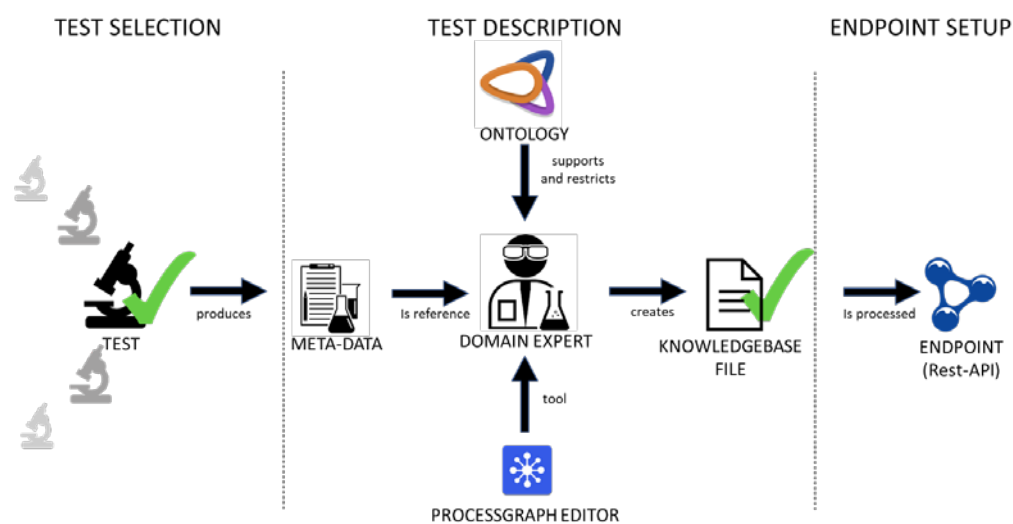 TEST SELECTION
TEST DESCRIPTION
ENDPOINT SETUP
ONTOLOGY
supports
and restricts
produces
Is reference
creates
Is processed
TEST
META-DATA
DOMAIN EXPERT
KNOWLEDGEBASE
FILE
ENDPOINT
(Rest-API)
tool
PROCESSGRAPH EDITOR